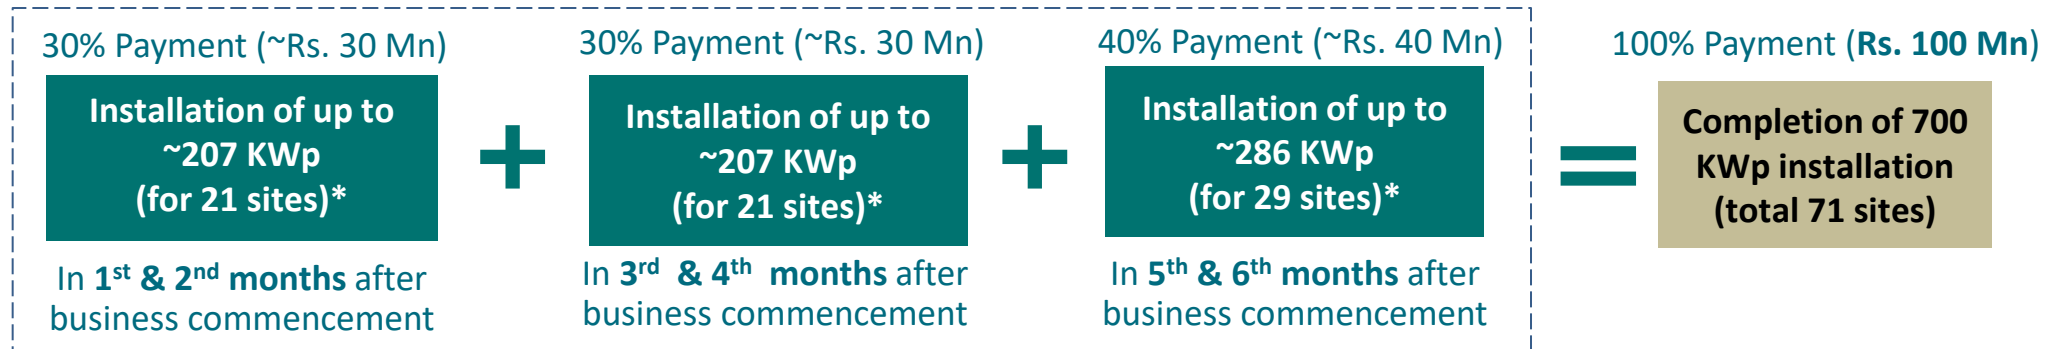 30% Payment (~Rs. 30 Mn)
Installation of up to
~207 KWp
(for 21 sites)*
In 1st & 2nd months after
business commencement
+
30% Payment (~Rs. 30 Mn)
Installation of up to
~207 KWp
(for 21 sites)*
In 3rd & 4th months after
business commencement
+
40% Payment (~Rs. 40 Mn)
Installation of up to
~286 KWp
(for 29 sites)*
In 5th & 6th months after
business commencement
=
100% Payment (Rs. 100 Mn)
Completion of 700
KWp installation
(total 71 sites)